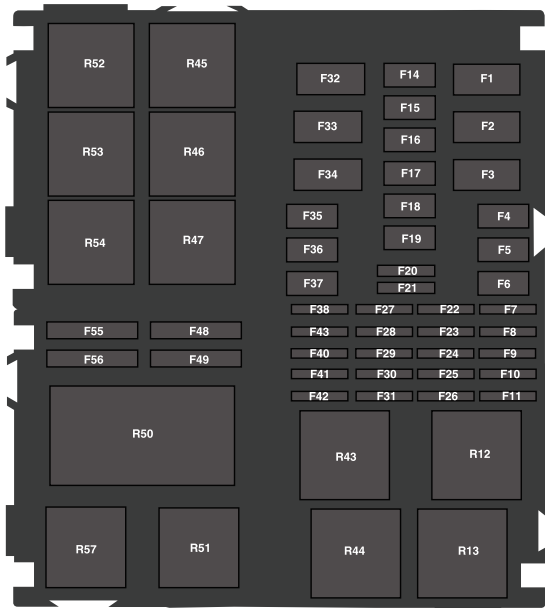 R52 R45 F32 F14 F1
F15
F33 F16 F2
R53 R46
F34 F17 F3
F35 F18 F4
R54 R47 F36 F19 F5
F37 F20 F6
F21
F38 F27 F22 F7
F55 F48 F43 F28 F23 F8
F56 F49 F40 F29 F24 F9
F41 F30 F25 F10
F42 F31 F26 F11
R50 R43 R12
R57 R51 R44 R13